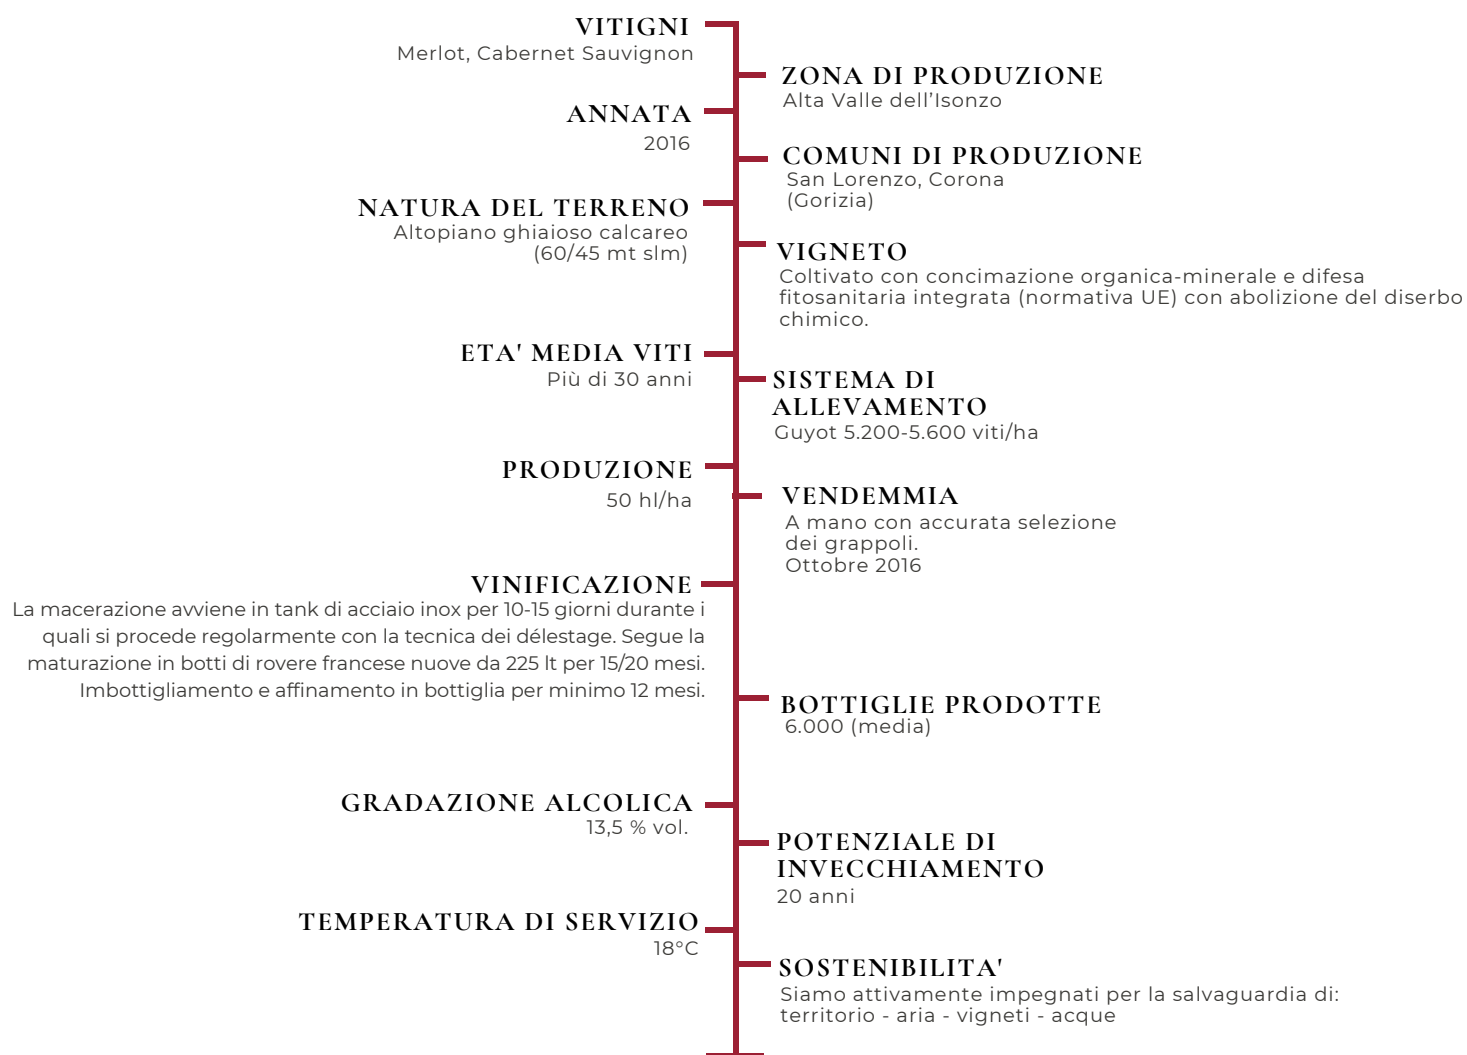 VITIGNI
Merlot, Cabernet Sauvignon
ZONA DI PRODUZIONE
Alta Valle dell’Isonzo
ANNATA
2016
COMUNI DI PRODUZIONE
San Lorenzo, Corona
(Gorizia)
NATURA DEL TERRENO
Altopiano ghiaioso calcareo
(60/45 mt slm)
VIGNETO
Coltivato con concimazione organica-minerale e difesa
fitosanitaria integrata (normativa UE) con abolizione del diserbo
chimico.
ETA' MEDIA VITI
Più di 30 anni
SISTEMA DI
ALLEVAMENTO
Guyot 5.200-5.600 viti/ha
PRODUZIONE
50 hl/ha
VENDEMMIA
A mano con accurata selezione
dei grappoli.
Ottobre 2016
VINIFICAZIONE
La macerazione avviene in tank di acciaio inox per 10-15 giorni durante i
quali si procede regolarmente con la tecnica dei délestage. Segue la
maturazione in botti di rovere francese nuove da 225 lt per 15/20 mesi.
Imbottigliamento e affinamento in bottiglia per minimo 12 mesi.
BOTTIGLIE PRODOTTE
6.000 (media)
GRADAZIONE ALCOLICA
13,5 % vol.
POTENZIALE DI
INVECCHIAMENTO
20 anni
TEMPERATURA DI SERVIZIO
18°C
SOSTENIBILITA'
Siamo attivamente impegnati per la salvaguardia di:
territorio - aria - vigneti - acque